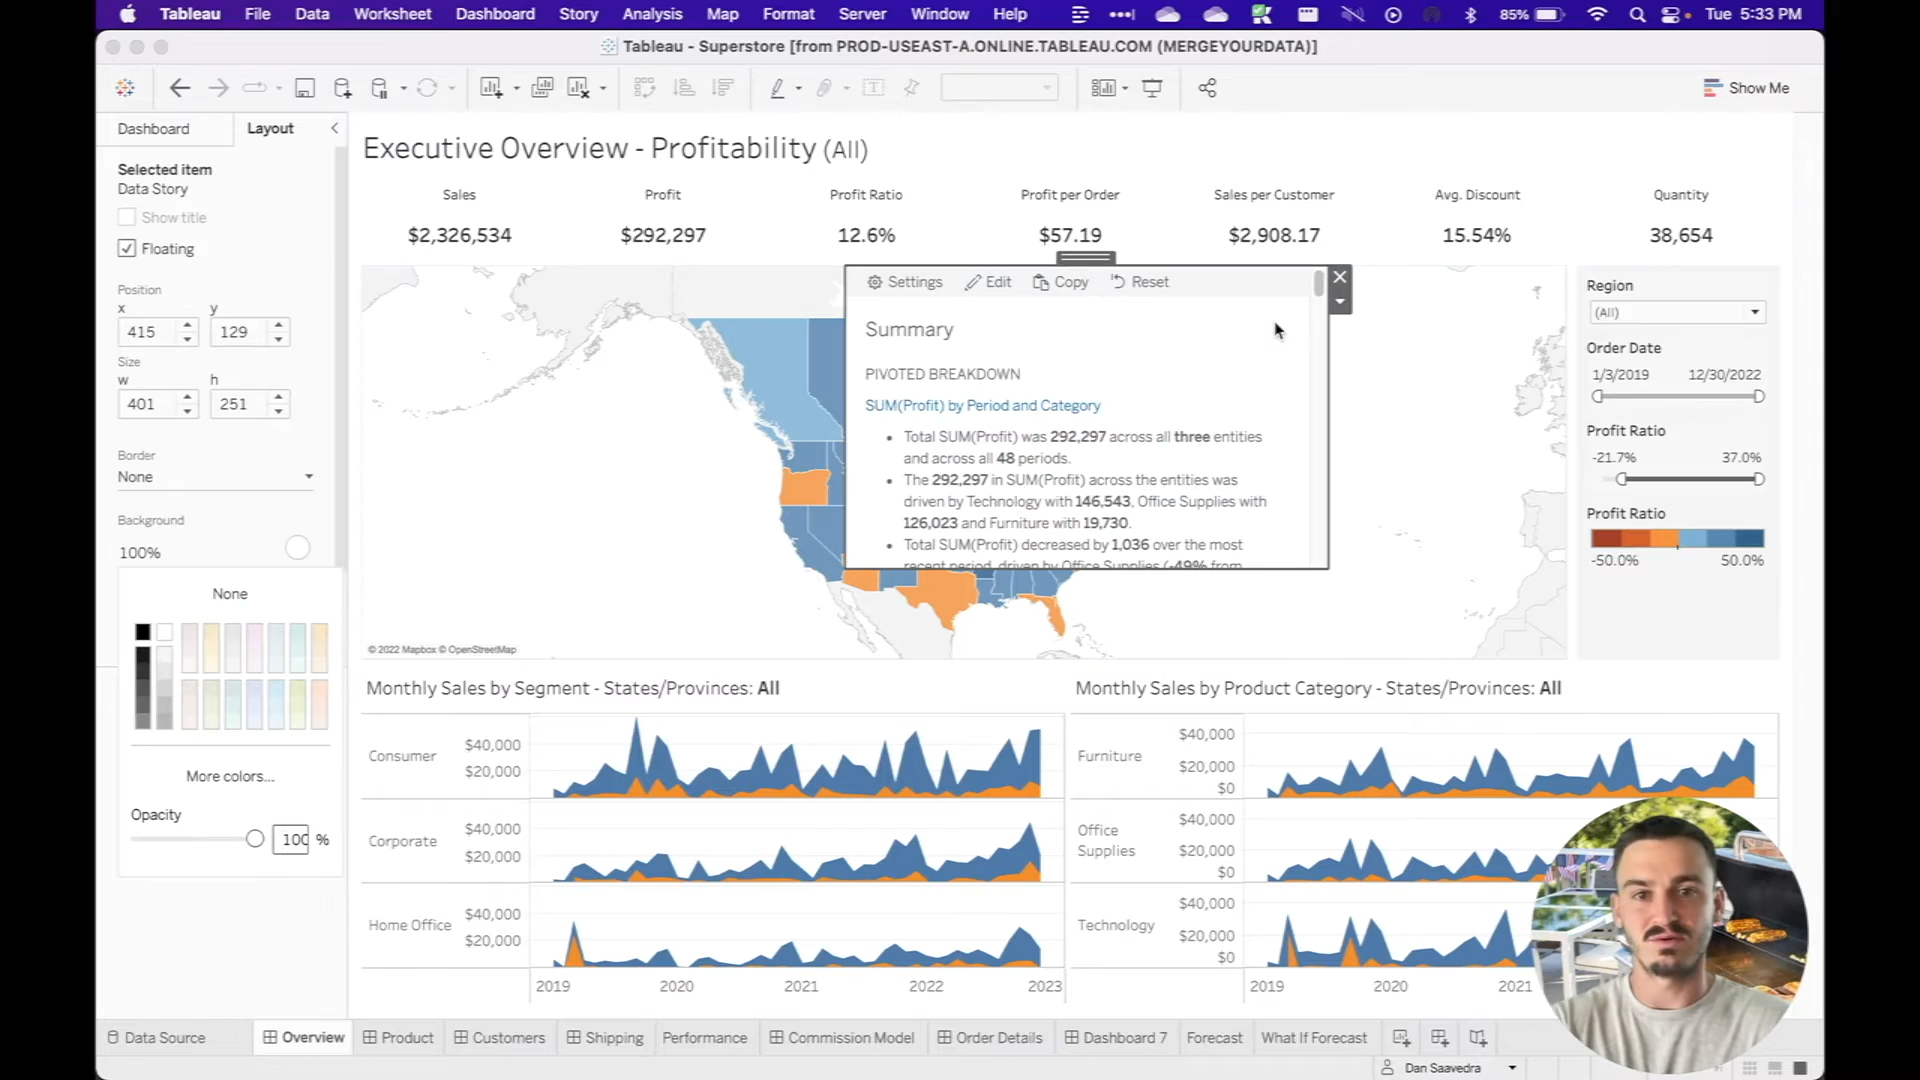 Tableau File Data Worksheet Dashboard Story Analysis Map Format Server Window Help 85% Tue 5:33 PM
Tableau - Superstore [from PROD-USEAST-A.ONLINE.TABLEAU.COM (MERGEYOURDATA)]
Show Me
Dashboard Layout
Selected item
Data Story
Show title
Floating
Position
x y
415 129
Size
w h
401 251
Border
None
Background
100%
None
More colors...
Opacity
100 %
Executive Overview - Profitability (All)
Sales Profit Profit Ratio Profit per Order Sales per Customer Avg. Discount Quantity
$2,326,534 $292,297 12.6% $57.19 $2,908.17 15.54% 38,654
Settings Edit Copy Reset
Summary
PIVOTED BREAKDOWN
SUM(Profit) by Period and Category
• Total SUM(Profit) was 292,297 across all three entities
and across all 48 periods.
• The 292,297 in SUM(Profit) across the entities was
driven by Technology with 146,543, Office Supplies with
126,023 and Furniture with 19,730.
• Total SUM(Profit) decreased by 1,036 over the most
recent period, driven by Office Supplies (-49% from
© 2022 Mapbox © OpenStreetMap
Region
(All)
Order Date
1/3/2019 12/30/2022
Profit Ratio
-21.7% 37.0%
Profit Ratio
-50.0% 50.0%
Monthly Sales by Segment - States/Provinces: All
Consumer
$40,000
$20,000
Corporate
$40,000
$20,000
Home Office
$40,000
$20,000
2019 2020 2021 2022 2023
Monthly Sales by Product Category - States/Provinces: All
Furniture
$40,000
$20,000
$0
Office
Supplies
$40,000
$20,000
$0
Technology
$40,000
$20,000
$0
2019 2020 2021
Data Source Overview Product Customers Shipping Performance Commission Model Order Details Dashboard 7 Forecast What If Forecast
Dan Saavedra